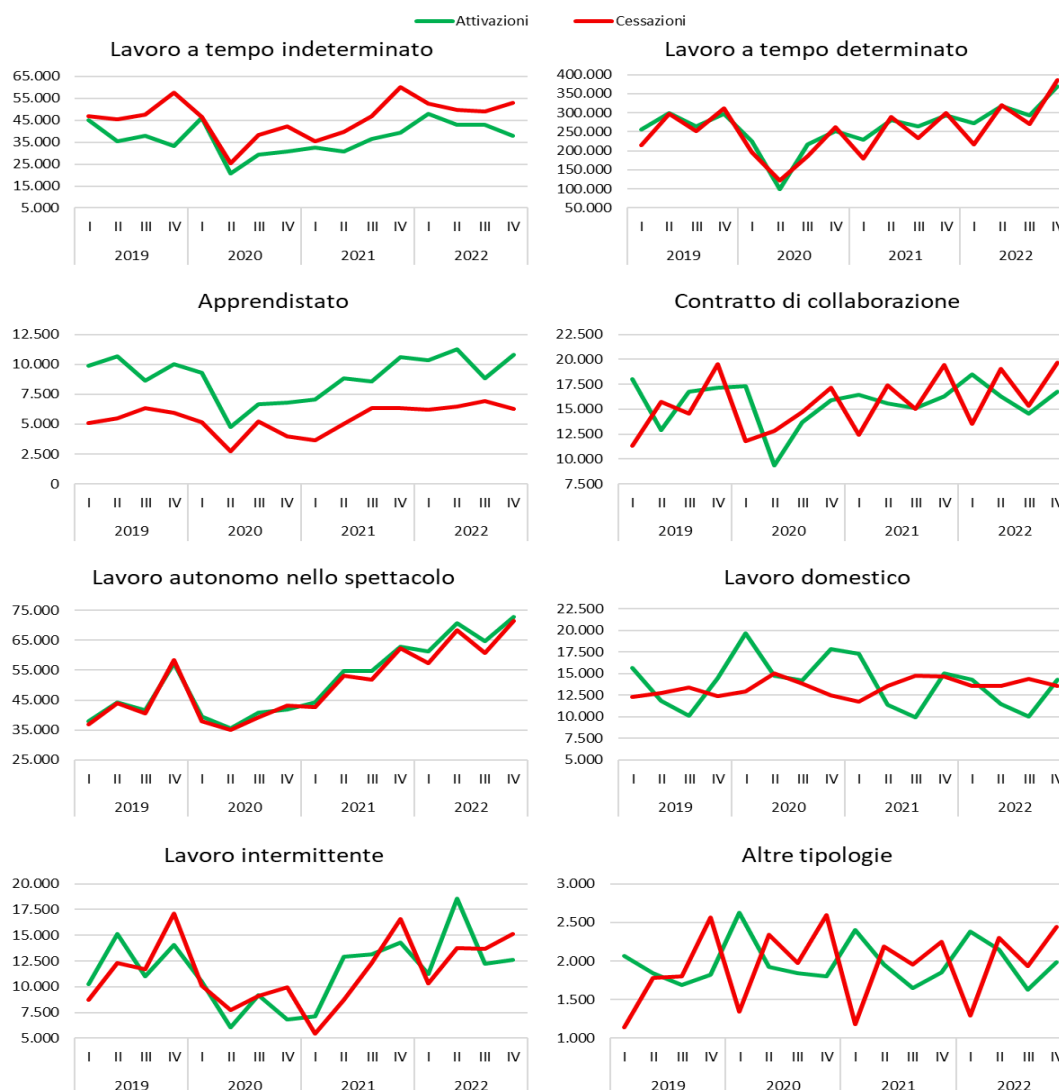 Attivazioni Cessazioni
Lavoro a tempo indeterminato
65.000
55.000
45.000
35.000
25.000
15.000
5.000
I II III IV I II III IV I II III IV I II III IV
2019 2020 2021 2022
Lavoro a tempo determinato
400.000
350.000
300.000
250.000
200.000
150.000
100.000
50.000
I II III IV I II III IV I II III IV I II III IV
2019 2020 2021 2022
Apprendistato
12.500
10.000
7.500
5.000
2.500
0
I II III IV I II III IV I II III IV I II III IV
2019 2020 2021 2022
Contratto di collaborazione
22.500
20.000
17.500
15.000
12.500
10.000
7.500
I II III IV I II III IV I II III IV I II III IV
2019 2020 2021 2022
Lavoro autonomo nello spettacolo
75.000
65.000
55.000
45.000
35.000
25.000
I II III IV I II III IV I II III IV I II III IV
2019 2020 2021 2022
Lavoro domestico
22.500
20.000
17.500
15.000
12.500
10.000
7.500
5.000
I II III IV I II III IV I II III IV I II III IV
2019 2020 2021 2022
Lavoro intermittente
20.000
17.500
15.000
12.500
10.000
7.500
5.000
I II III IV I II III IV I II III IV I II III IV
2019 2020 2021 2022
Altre tipologie
3.000
2.500
2.000
1.500
1.000
I II III IV I II III IV I II III IV I II III IV
2019 2020 2021 2022